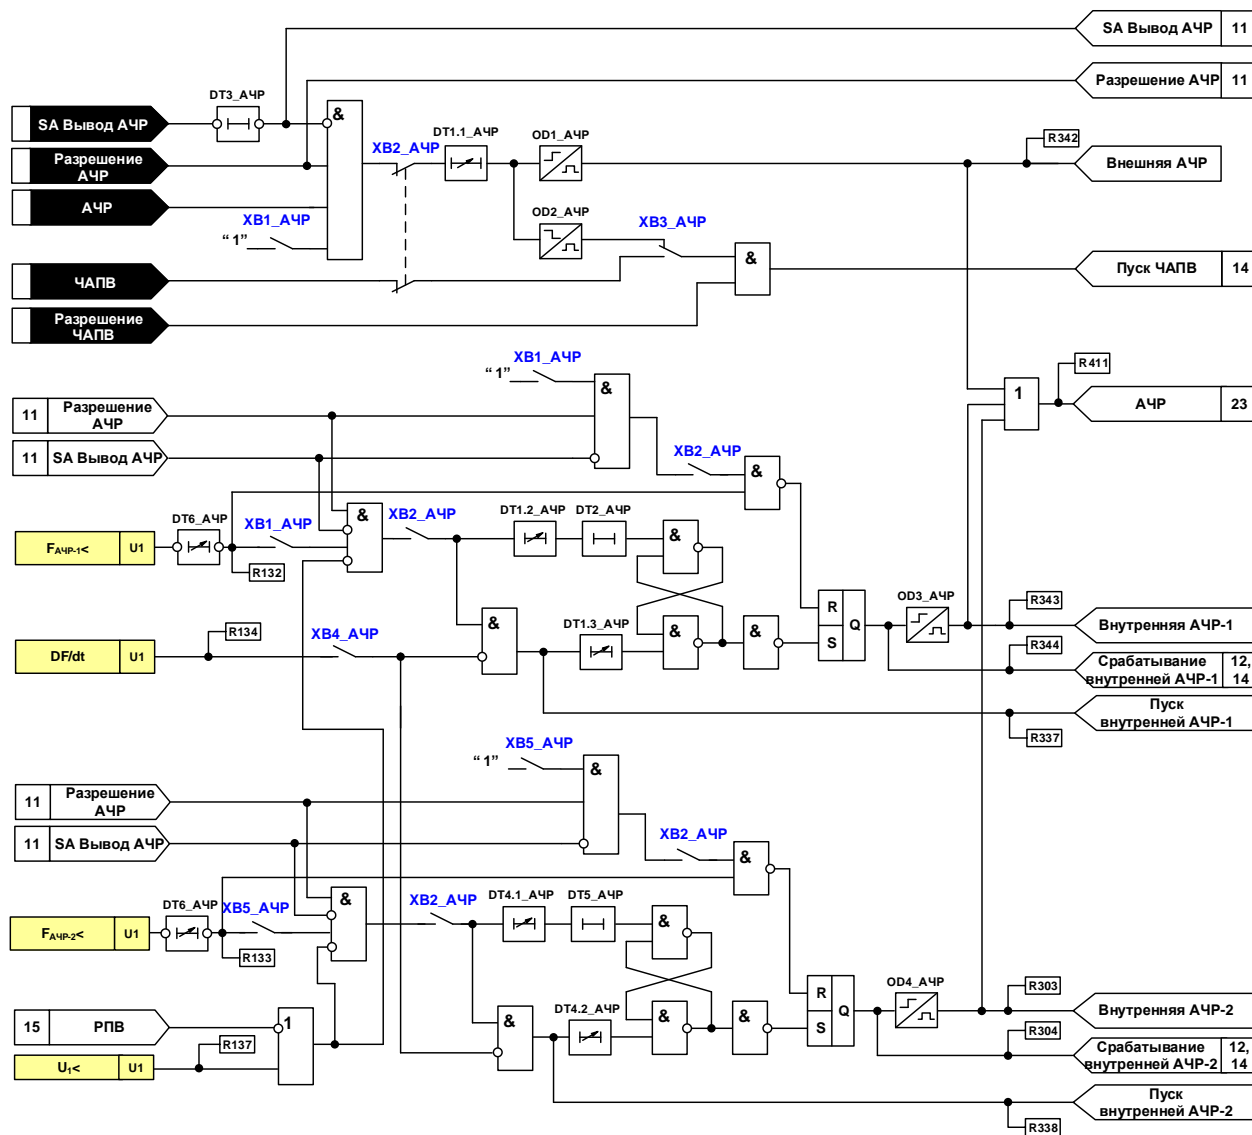 SA Вывод АЧР 11
Разрешение АЧР 11
DT3_АЧР
SA Вывод АЧР
&
Разрешение
АЧР
XB2_АЧР
DT1.1_АЧР
OD1_АЧР
R342
Внешняя АЧР
АЧР
XB1_АЧР
“1”
OD2_АЧР
XB3_АЧР
&
ЧАПВ
Пуск ЧАПВ 14
Разрешение
ЧАПВ
XB1_АЧР
“1”
&
R411
1
АЧР 23
11 Разрешение
АЧР
11 SA Вывод АЧР
XB2_АЧР
&
DT6_АЧР
XB1_АЧР
&
XB2_АЧР
DT1.2_АЧР
DT2_АЧР
&
FАЧР-1< U1
R132
R
S
Q
OD3_АЧР
R343
Внутренняя АЧР-1
R134
XB4_АЧР
&
DT1.3_АЧР
&
&
DF/dt U1
R344
Срабатывание
внутренней АЧР-1
12,
14
Пуск
внутренней АЧР-1
R337
XB5_АЧР
“1”
&
11 Разрешение
АЧР
11 SA Вывод АЧР
XB2_АЧР
&
DT6_АЧР
XB5_АЧР
&
XB2_АЧР
DT4.1_АЧР
DT5_АЧР
&
FАЧР-2< U1
R133
R
S
Q
OD4_АЧР
R303
Внутренняя АЧР-2
15 РПВ
1
&
DT4.2_АЧР
&
&
R137
R304
U1< U1
Срабатывание
внутренней АЧР-2
12,
14
Пуск
внутренней АЧР-2
R338